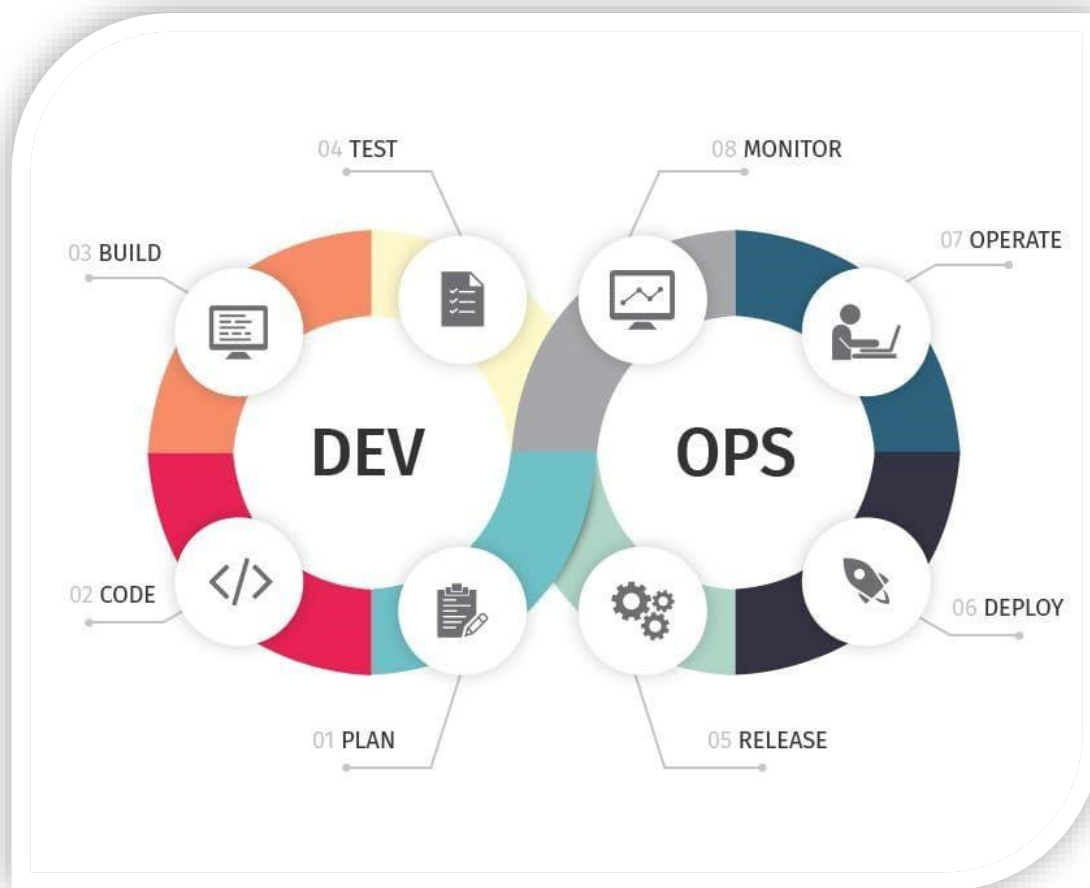 04 TEST
08 MONITOR
03 BUILD
07 OPERATE
DEV
OPS
02 CODE
06 DEPLOY
01 PLAN
05 RELEASE